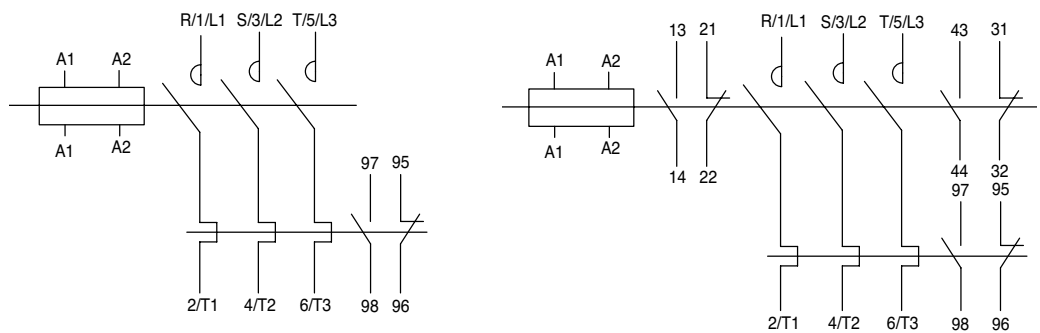 R/1/L1 S/3/L2 T/5/L3
A1 A2
A1 A2
97 95
2/T1 4/T2 6/T3 98 96
13 21 R/1/L1 S/3/L2 T/5/L3 43 31
A1 A2
A1 A2
14 22 44 32
97 95
2/T1 4/T2 6/T3 98 96